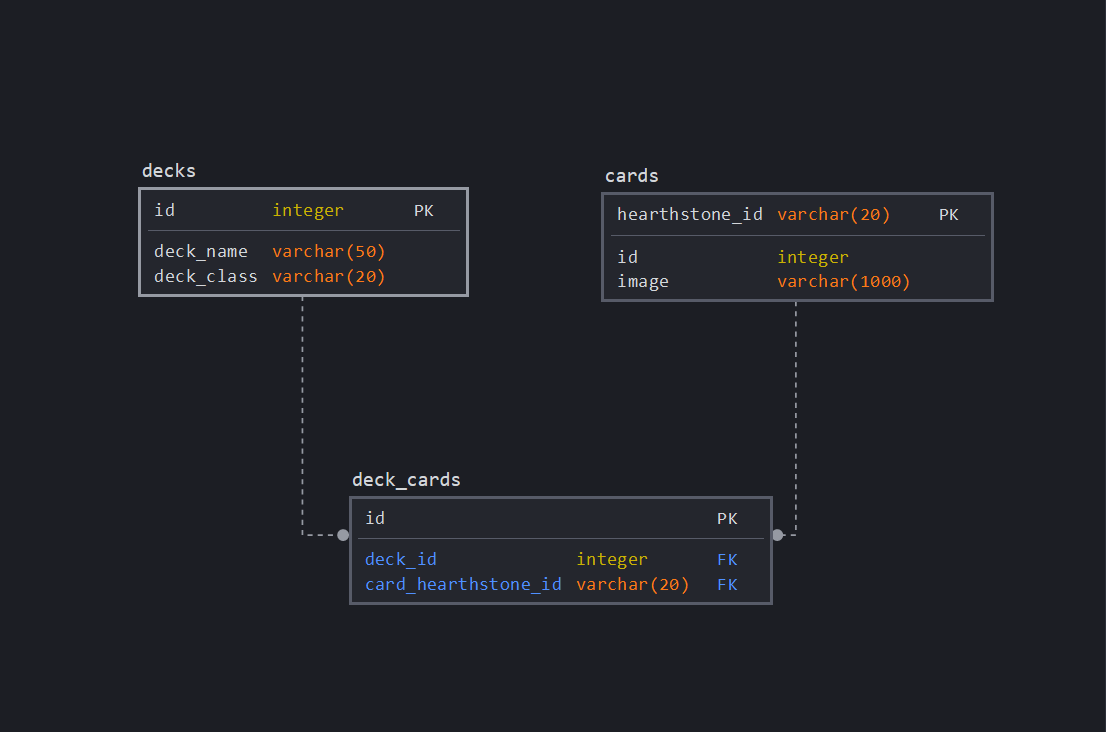 decks
id integer PK
deck_name varchar(50)
deck_class varchar(20)
cards
hearthstone_id varchar(20) PK
id integer
image varchar(1000)
deck_cards
id PK
deck_id integer FK
card_hearthstone_id varchar(20) FK